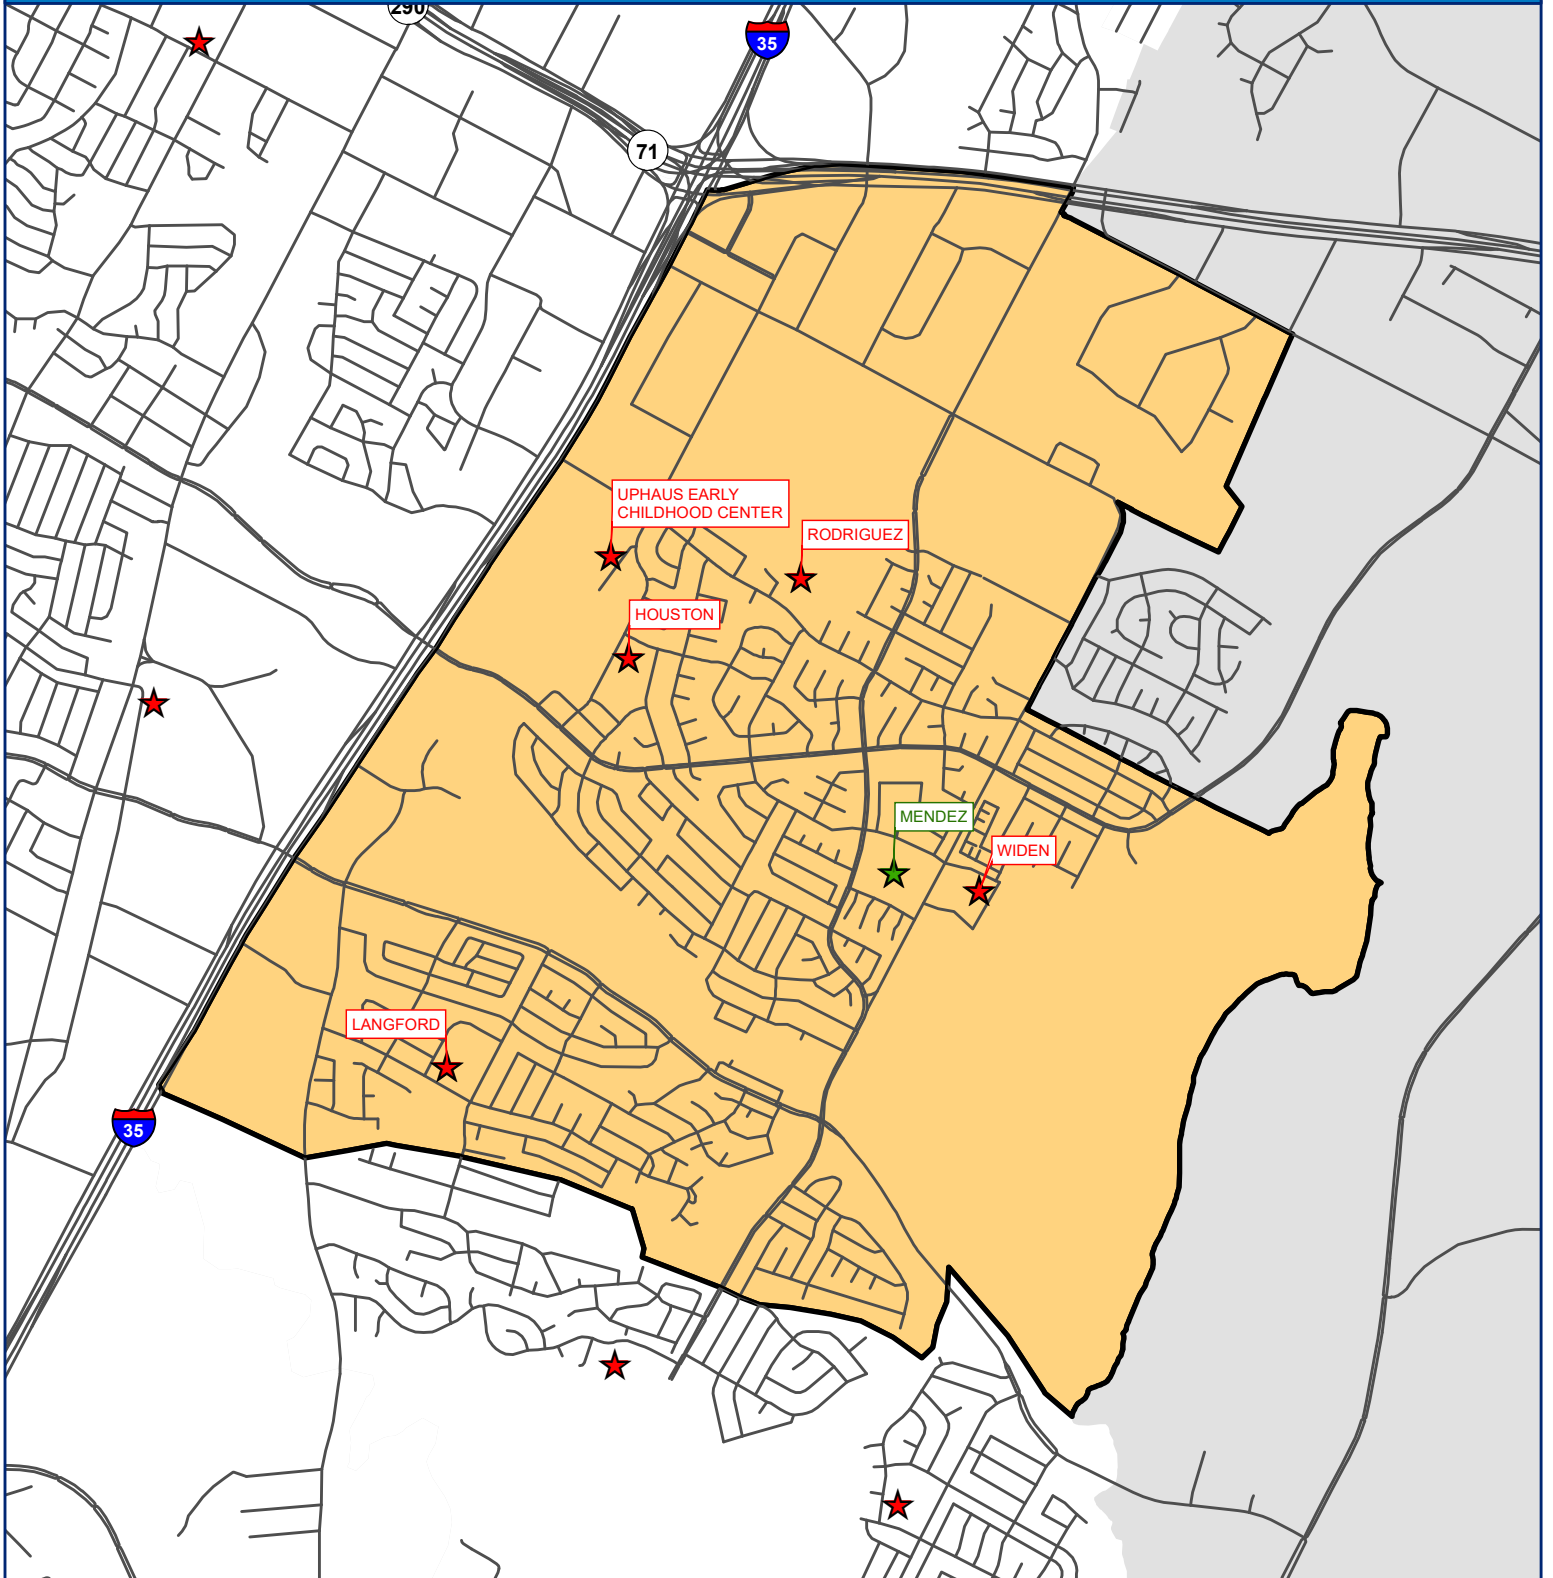 290
35
71
UPHAUS EARLY
CHILDHOOD CENTER
RODRIGUEZ
HOUSTON
MENDEZ
WIDEN
LANGFORD
35